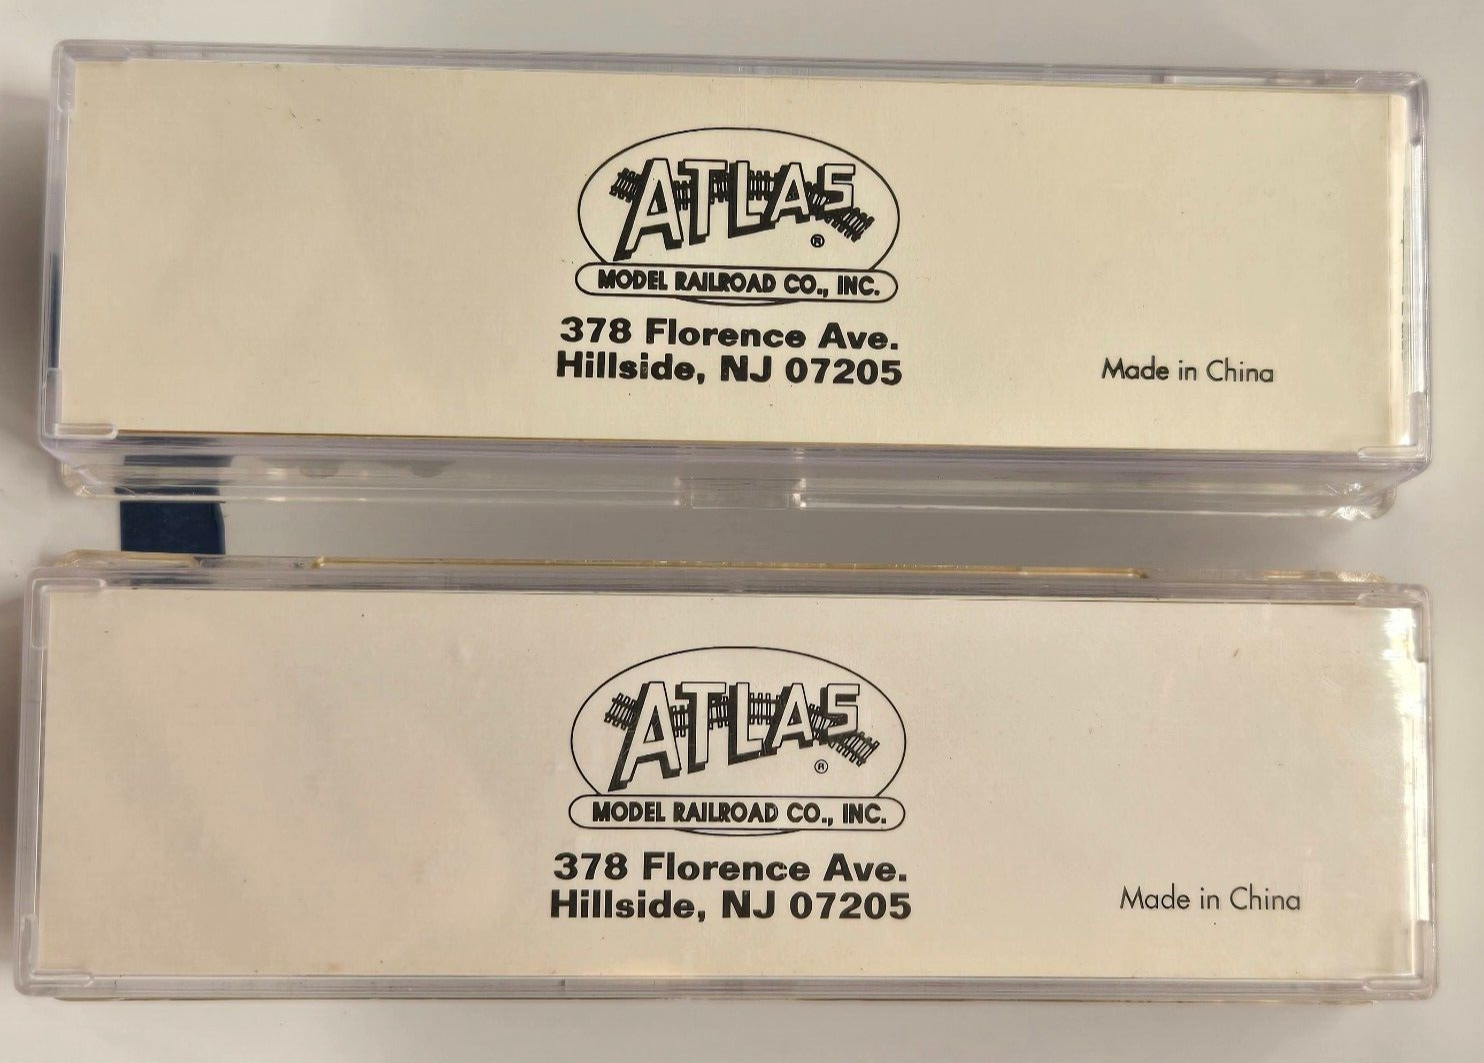 ATLAS
®
MODEL RAILROAD CO., INC.
378 Florence Ave.
Hillside, NJ 07205
Made in China
ATLAS
®
MODEL RAILROAD CO., INC.
378 Florence Ave.
Hillside, NJ 07205
Made in China